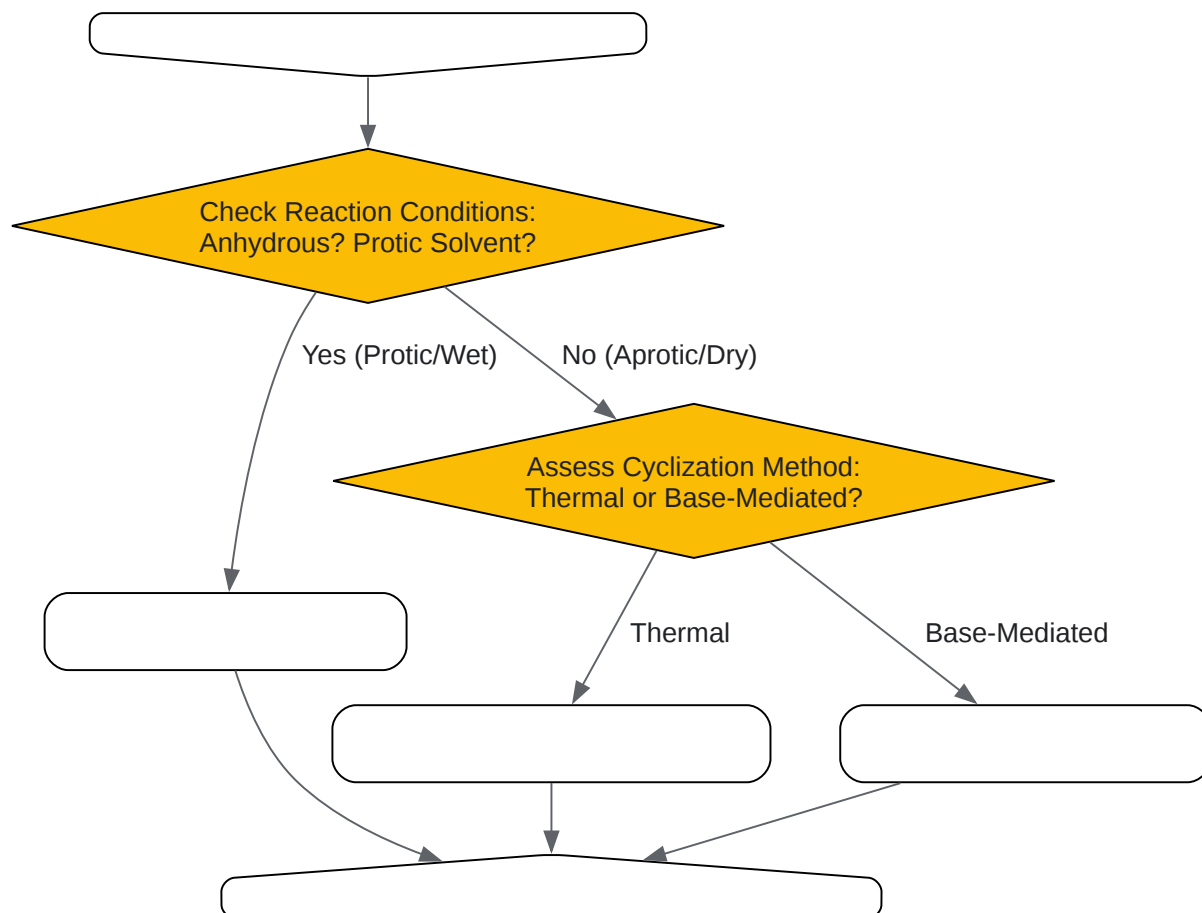 Check Reaction Conditions:
Anhydrous? Protic Solvent?
Yes (Protic/Wet)
No (Aprotic/Dry)
Assess Cyclization Method:
Thermal or Base-Mediated?
Thermal
Base-Mediated